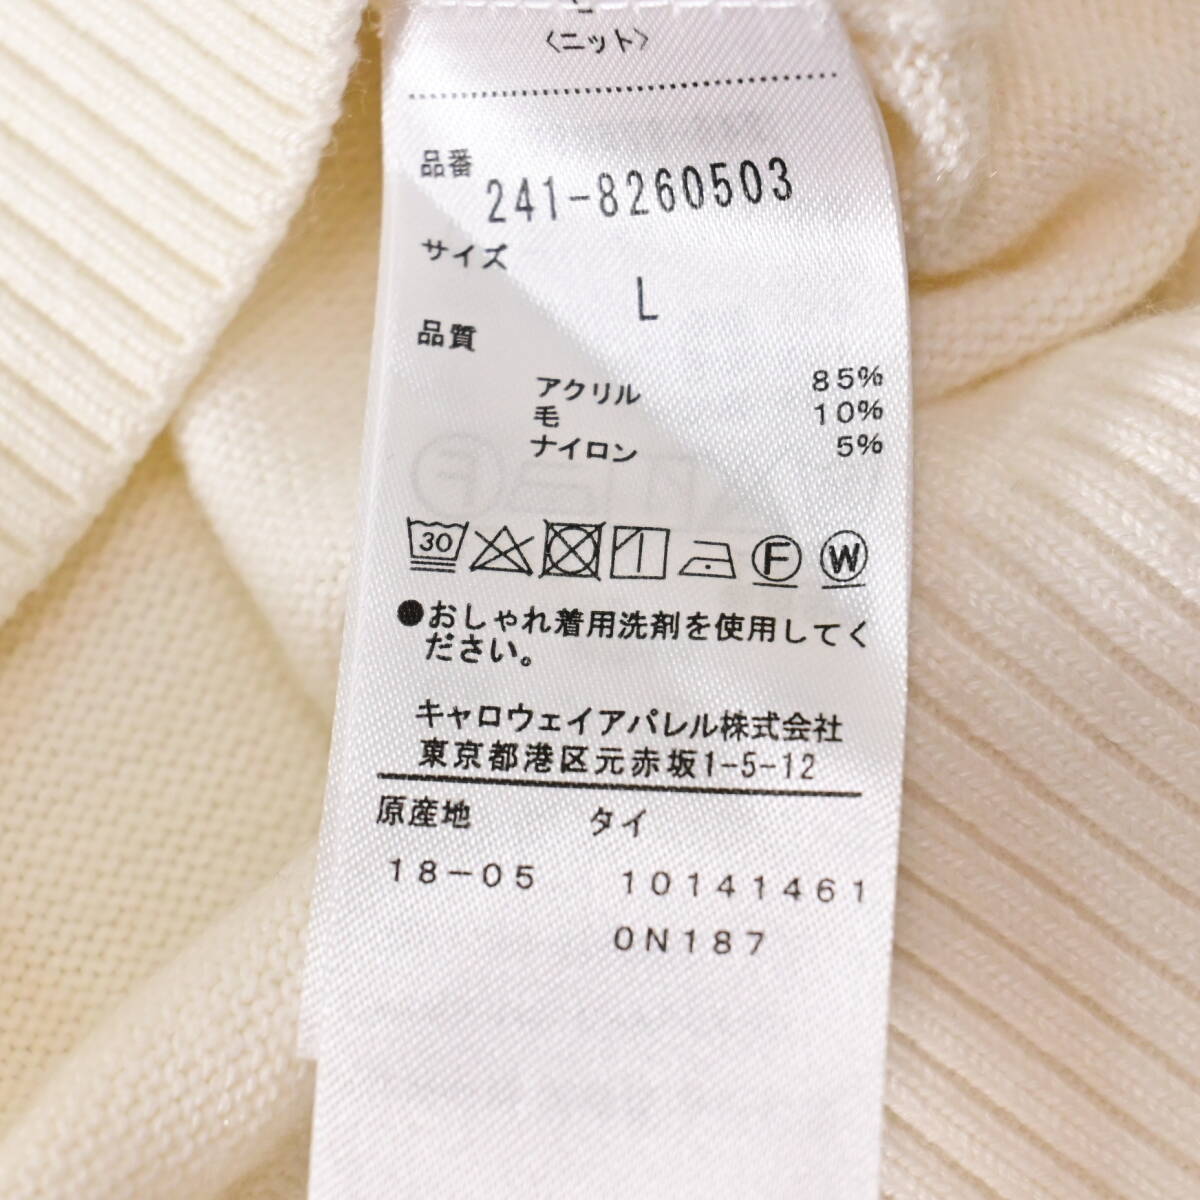 〈ニット〉
品番 241-8260503
サイズ
L
品質
アクリル 85%
毛 10%
ナイロン 5%
30 F W
●おしゃれ着用洗剤を使用してく
ださい。
キャロウェイアパレル株式会社
東京都港区元赤坂1-5-12
原産地 タイ
18-05 10141461
0N187